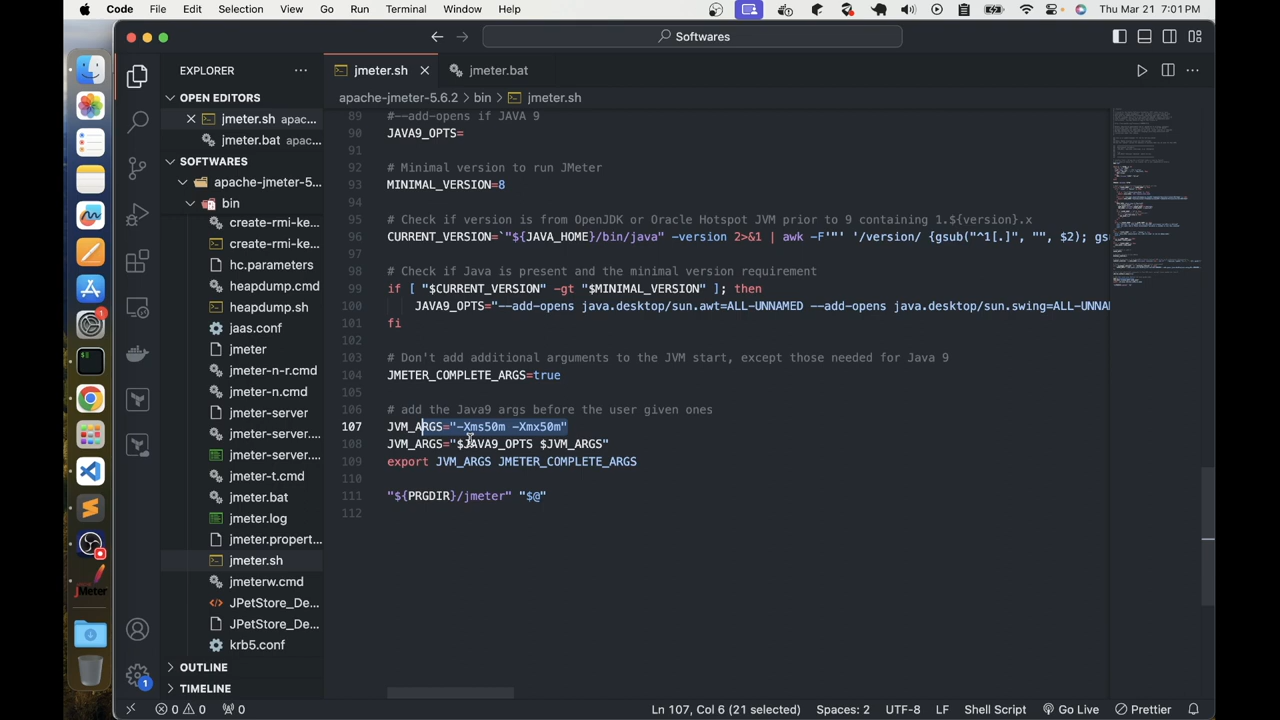 Code File Edit Selection View Go Run Terminal Window Help Thu Mar 21 7:01 PM
Softwares
EXPLORER
jmeter.sh
jmeter.bat
OPEN EDITORS
jmeter.sh apac...
jmeter.bat apac...
SOFTWARES
apache-jmeter-5...
bin
create-rmi-ke...
create-rmi-ke...
hc.parameters
heapdump.cmd
heapdump.sh
jaas.conf
jmeter
jmeter-n-r.cmd
jmeter-n.cmd
jmeter-server
jmeter-server...
jmeter-server....
jmeter-t.cmd
jmeter.bat
jmeter.log
jmeter.propert...
jmeter.sh
jmeterw.cmd
JPetStore_De...
JPetStore_De...
krb5.conf
OUTLINE
TIMELINE
apache-jmeter-5.6.2 > bin > jmeter.sh
89 #--add-opens if JAVA 9
90 JAVA9_OPTS=
91
92 # Minimal version to run JMeter
93 MINIMAL_VERSION=8
94
95 # Check if version is from OpenJDK or Oracle Hotspot JVM prior to 9 containing 1.${version}.x
96 CURRENT_VERSION=`"${JAVA_HOME}/bin/java" -version 2>&1 | awk -F'"' '/version/ {gsub("^1[.]", "", $2); gs
97
98 # Check if Java is present and the minimal version requirement
99 if [ "$CURRENT_VERSION" -gt "$MINIMAL_VERSION" ]; then
100 JAVA9_OPTS="--add-opens java.desktop/sun.awt=ALL-UNNAMED --add-opens java.desktop/sun.swing=ALL-UNNA
101 fi
102
103 # Don't add additional arguments to the JVM start, except those needed for Java 9
104 JMETER_COMPLETE_ARGS=true
105
106 # add the Java9 args before the user given ones
107 JVM_ARGS="-Xms50m -Xmx50m"
108 JVM_ARGS="$JAVA9_OPTS $JVM_ARGS"
109 export JVM_ARGS JMETER_COMPLETE_ARGS
110
111 "${PRGDIR}/jmeter" "$@"
112
1
JMeter
1
0 0 0 Ln 107, Col 6 (21 selected) Spaces: 2 UTF-8 LF Shell Script Go Live Prettier